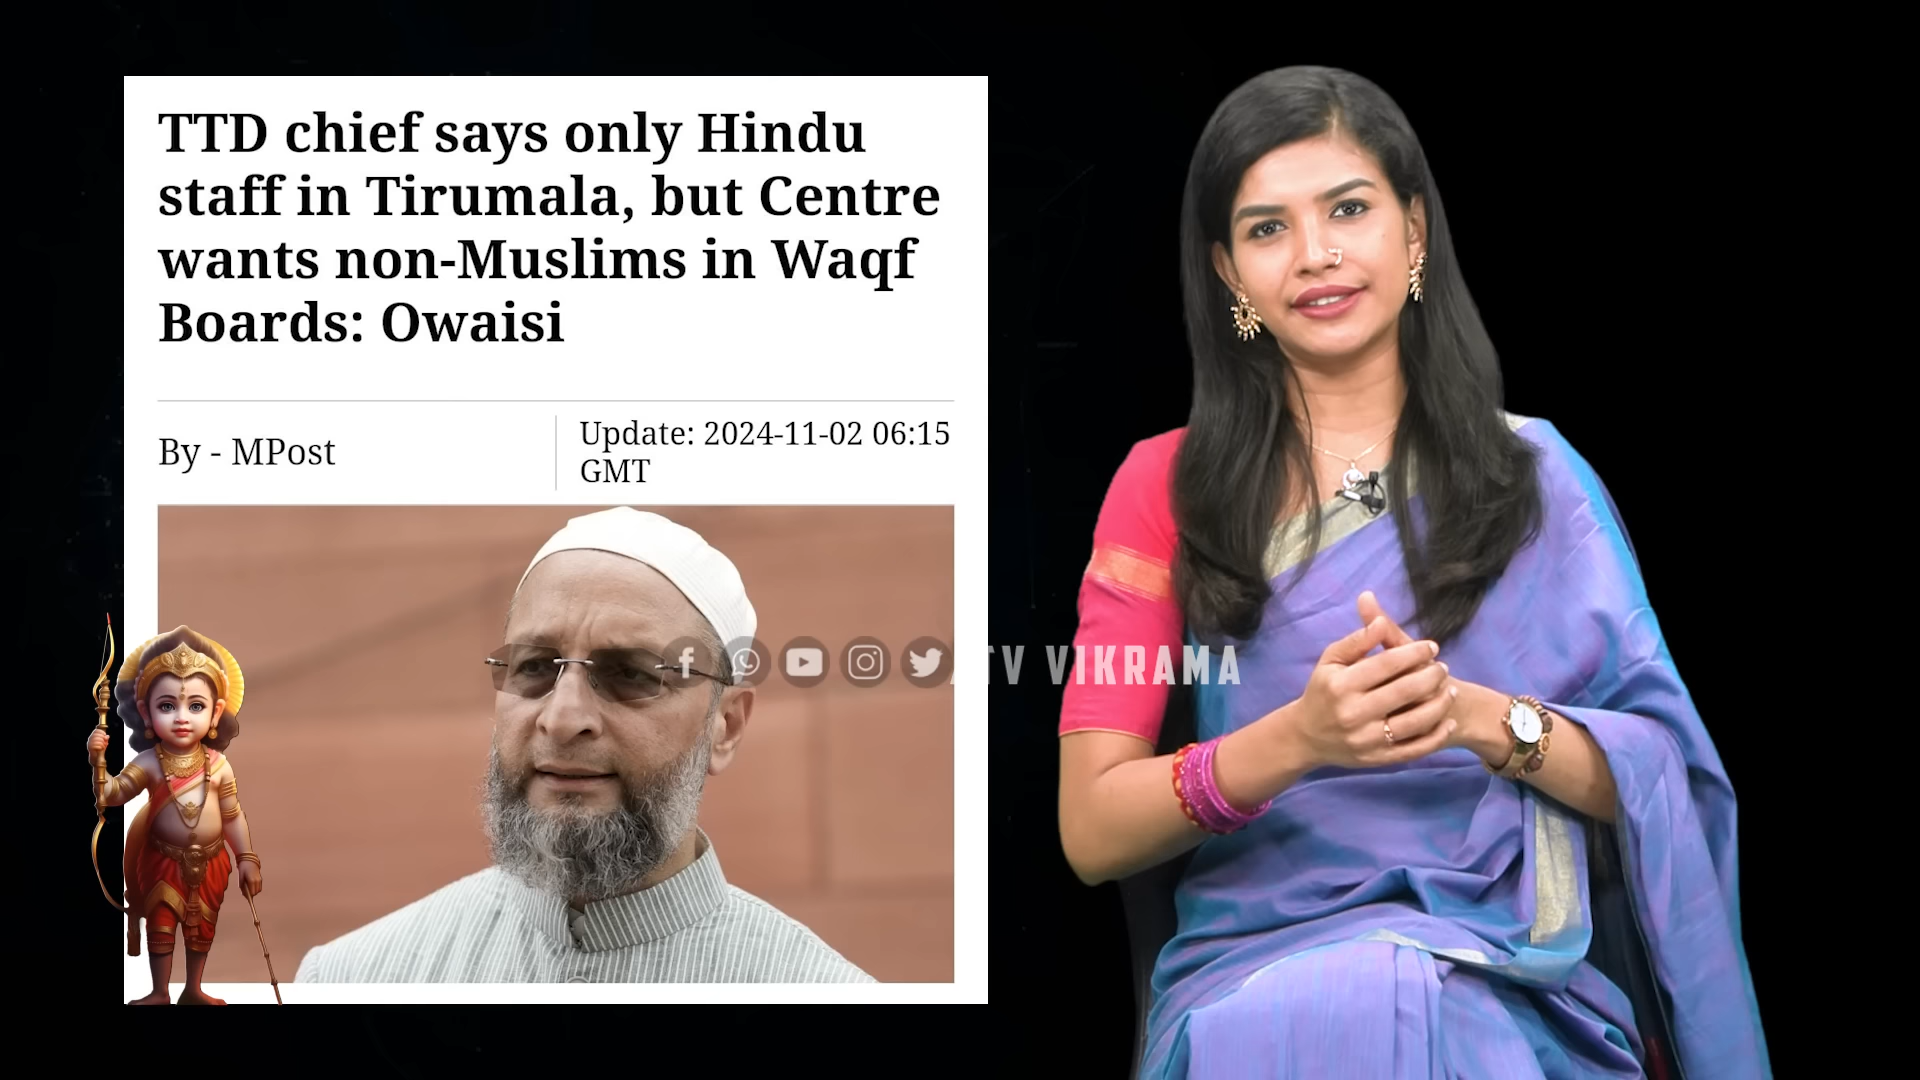 TTD chief says only Hindu
staff in Tirumala, but Centre
wants non-Muslims in Waqf
Boards: Owaisi
By - MPost
Update: 2024-11-02 06:15
GMT
TV VIKRAMA